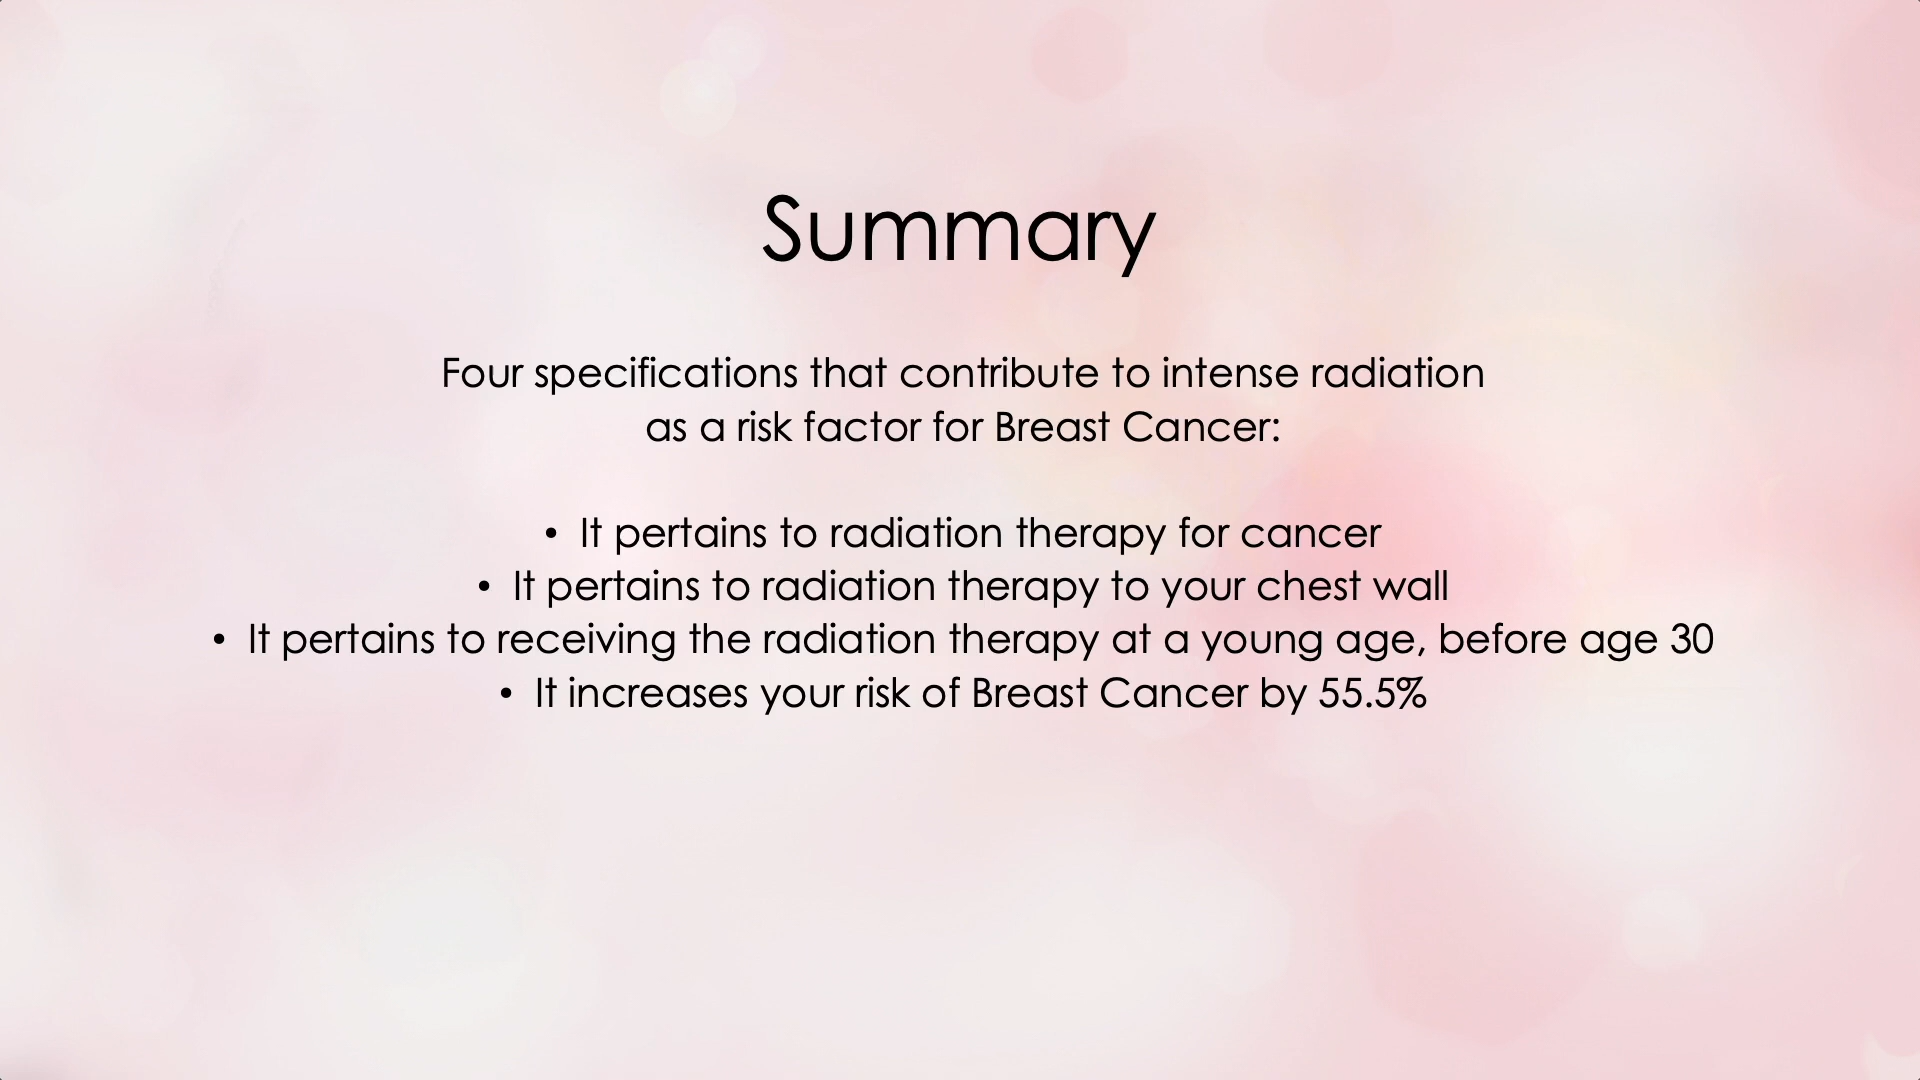 Summary
Four specifications that contribute to intense radiation
as a risk factor for Breast Cancer:
• It pertains to radiation therapy for cancer
• It pertains to radiation therapy to your chest wall
• It pertains to receiving the radiation therapy at a young age, before age 30
• It increases your risk of Breast Cancer by 55.5%